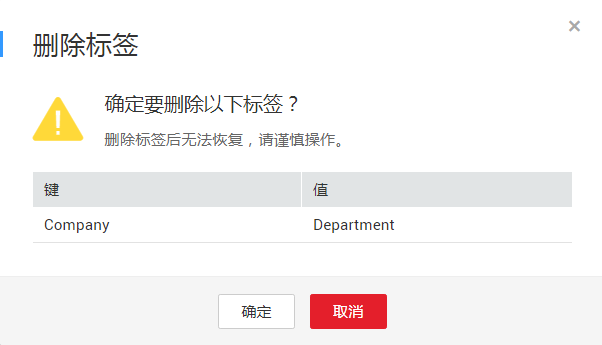 删除标签
确定要删除以下标签？
删除标签后无法恢复，请谨慎操作。
键 值
Company Department
确定 取消